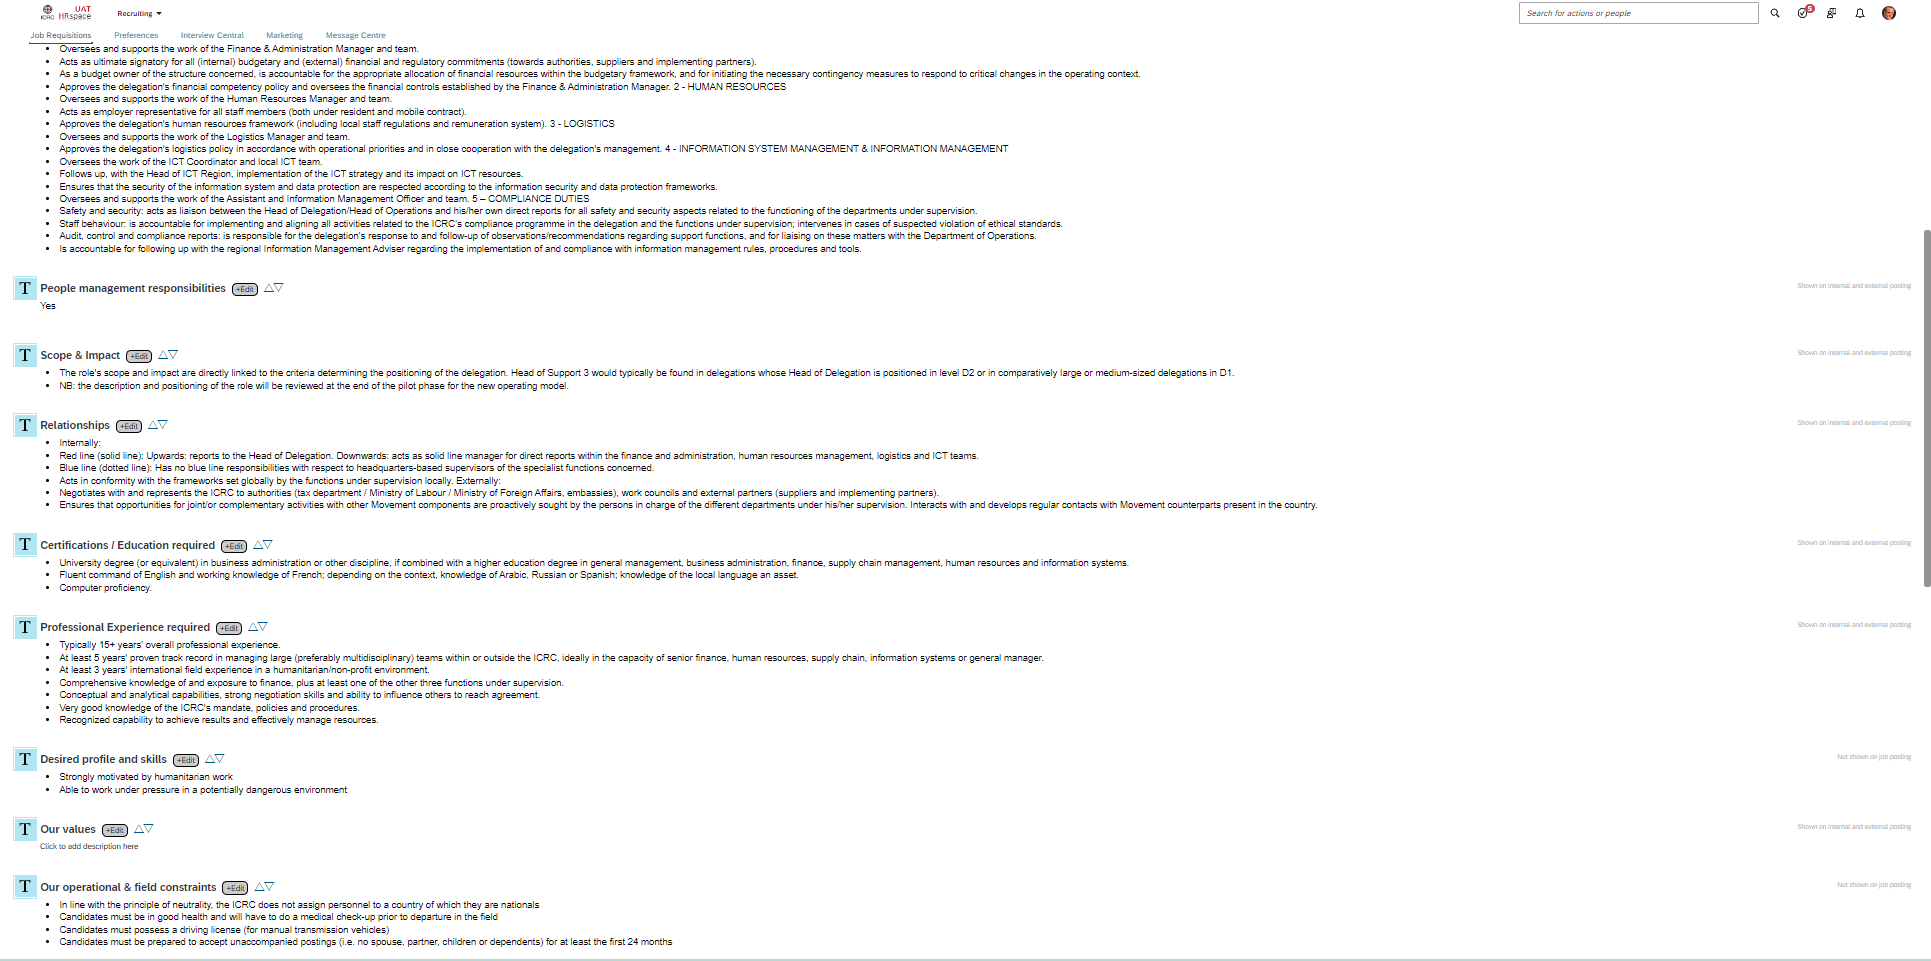 ICRC
UAT
HRspace
Recruiting
Search for actions or people
5
Job Requisitions Preferences Interview Central Marketing Message Centre
Oversees and supports the work of the Finance & Administration Manager and team.
Acts as ultimate signatory for all (internal) budgetary and (external) financial and regulatory commitments (towards authorities, suppliers and implementing partners).
As a budget owner of the structure concerned, is accountable for the appropriate allocation of financial resources within the budgetary framework, and for initiating the necessary contingency measures to respond to critical changes in the operating context.
Approves the delegation's financial competency policy and oversees the financial controls established by the Finance & Administration Manager. 2 - HUMAN RESOURCES
Oversees and supports the work of the Human Resources Manager and team.
Acts as employer representative for all staff members (both under resident and mobile contract).
Approves the delegation's human resources framework (including local staff regulations and remuneration system). 3 - LOGISTICS
Oversees and supports the work of the Logistics Manager and team.
Approves the delegation's logistics policy in accordance with operational priorities and in close cooperation with the delegation's management. 4 - INFORMATION SYSTEM MANAGEMENT & INFORMATION MANAGEMENT
Oversees the work of the ICT Coordinator and local ICT team.
Follows up, with the Head of ICT Region, implementation of the ICT strategy and its impact on ICT resources.
Ensures that the security of the information system and data protection are respected according to the information security and data protection frameworks.
Oversees and supports the work of the Assistant and Information Management Officer and team. 5 – COMPLIANCE DUTIES
Safety and security: acts as liaison between the Head of Delegation/Head of Operations and his/her own direct reports for all safety and security aspects related to the functioning of the departments under supervision.
Staff behaviour: is accountable for implementing and aligning all activities related to the ICRC's compliance programme in the delegation and the functions under supervision; intervenes in cases of suspected violation of ethical standards.
Audit, control and compliance reports: is responsible for the delegation's response to and follow-up of observations/recommendations regarding support functions, and for liaising on these matters with the Department of Operations.
Is accountable for following up with the regional Information Management Adviser regarding the implementation of and compliance with information management rules, procedures and tools.
T People management responsibilities +Edit Shown on internal and external posting
Yes
T Scope & Impact +Edit Shown on internal and external posting
The role's scope and impact are directly linked to the criteria determining the positioning of the delegation. Head of Support 3 would typically be found in delegations whose Head of Delegation is positioned in level D2 or in comparatively large or medium-sized delegations in D1.
NB: the description and positioning of the role will be reviewed at the end of the pilot phase for the new operating model.
T Relationships +Edit Shown on internal and external posting
Internally:
Red line (solid line): Upwards: reports to the Head of Delegation. Downwards: acts as solid line manager for direct reports within the finance and administration, human resources management, logistics and ICT teams.
Blue line (dotted line): Has no blue line responsibilities with respect to headquarters-based supervisors of the specialist functions concerned.
Acts in conformity with the frameworks set globally by the functions under supervision locally. Externally:
Negotiates with and represents the ICRC to authorities (tax department / Ministry of Labour / Ministry of Foreign Affairs, embassies), work councils and external partners (suppliers and implementing partners).
Ensures that opportunities for joint/or complementary activities with other Movement components are proactively sought by the persons in charge of the different departments under his/her supervision. Interacts with and develops regular contacts with Movement counterparts present in the country.
T Certifications / Education required +Edit Shown on internal and external posting
University degree (or equivalent) in business administration or other discipline, if combined with a higher education degree in general management, business administration, finance, supply chain management, human resources and information systems.
Fluent command of English and working knowledge of French; depending on the context, knowledge of Arabic, Russian or Spanish; knowledge of the local language an asset.
Computer proficiency.
T Professional Experience required +Edit Shown on internal and external posting
Typically 15+ years' overall professional experience.
At least 5 years' proven track record in managing large (preferably multidisciplinary) teams within or outside the ICRC, ideally in the capacity of senior finance, human resources, supply chain, information systems or general manager.
At least 3 years' international field experience in a humanitarian/non-profit environment.
Comprehensive knowledge of and exposure to finance, plus at least one of the other three functions under supervision.
Conceptual and analytical capabilities, strong negotiation skills and ability to influence others to reach agreement.
Very good knowledge of the ICRC's mandate, policies and procedures.
Recognized capability to achieve results and effectively manage resources.
T Desired profile and skills +Edit Not shown on job posting
Strongly motivated by humanitarian work
Able to work under pressure in a potentially dangerous environment
T Our values +Edit Shown on internal and external posting
Click to add description here
T Our operational & field constraints +Edit Not shown on job posting
In line with the principle of neutrality, the ICRC does not assign personnel to a country of which they are nationals
Candidates must be in good health and will have to do a medical check-up prior to departure in the field
Candidates must possess a driving license (for manual transmission vehicles)
Candidates must be prepared to accept unaccompanied postings (i.e. no spouse, partner, children or dependents) for at least the first 24 months